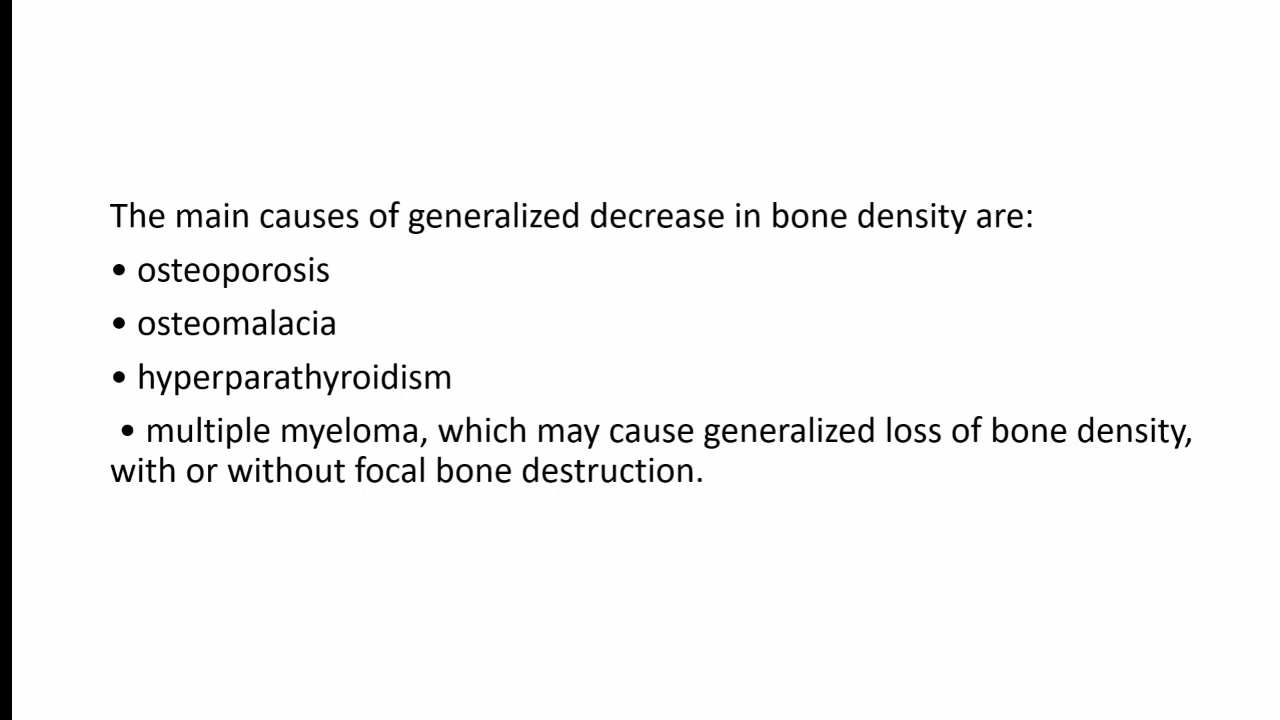 The main causes of generalized decrease in bone density are:
• osteoporosis
• osteomalacia
• hyperparathyroidism
• multiple myeloma, which may cause generalized loss of bone density,
with or without focal bone destruction.